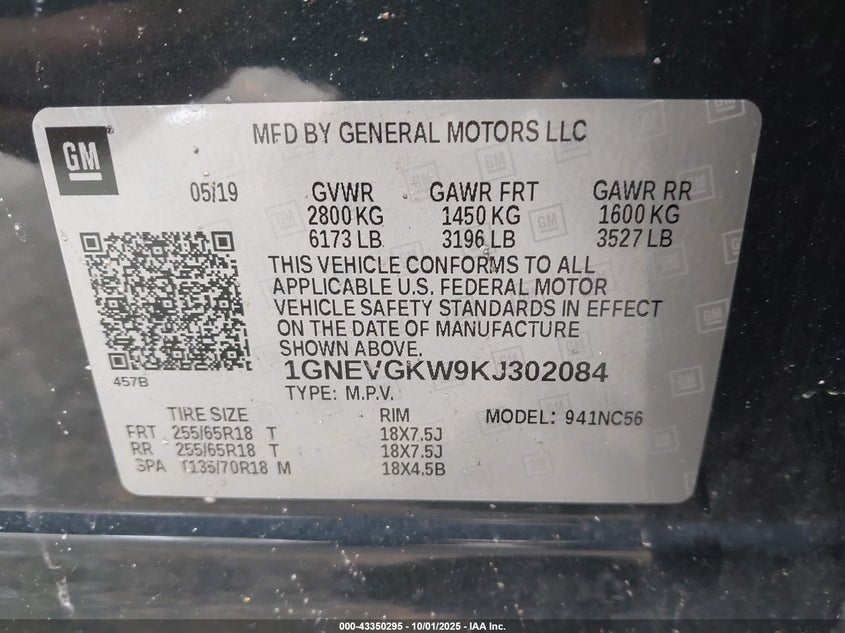 GM
MFD BY GENERAL MOTORS LLC
05/19 GVWR GAWR FRT GAWR RR
2800 KG 1450 KG 1600 KG
6173 LB 3196 LB 3527 LB
THIS VEHICLE CONFORMS TO ALL
APPLICABLE U.S. FEDERAL MOTOR
VEHICLE SAFETY STANDARDS IN EFFECT
ON THE DATE OF MANUFACTURE
SHOWN ABOVE.
457B
1GNEVGKW9KJ302084
TYPE: M.P.V.
TIRE SIZE RIM MODEL: 941NC56
FRT 255/65R18 T 18X7.5J
RR 255/65R18 T 18X7.5J
SPA T135/70R18 M 18X4.5B
000-43350295 - 10/01/2025 - IAA Inc.